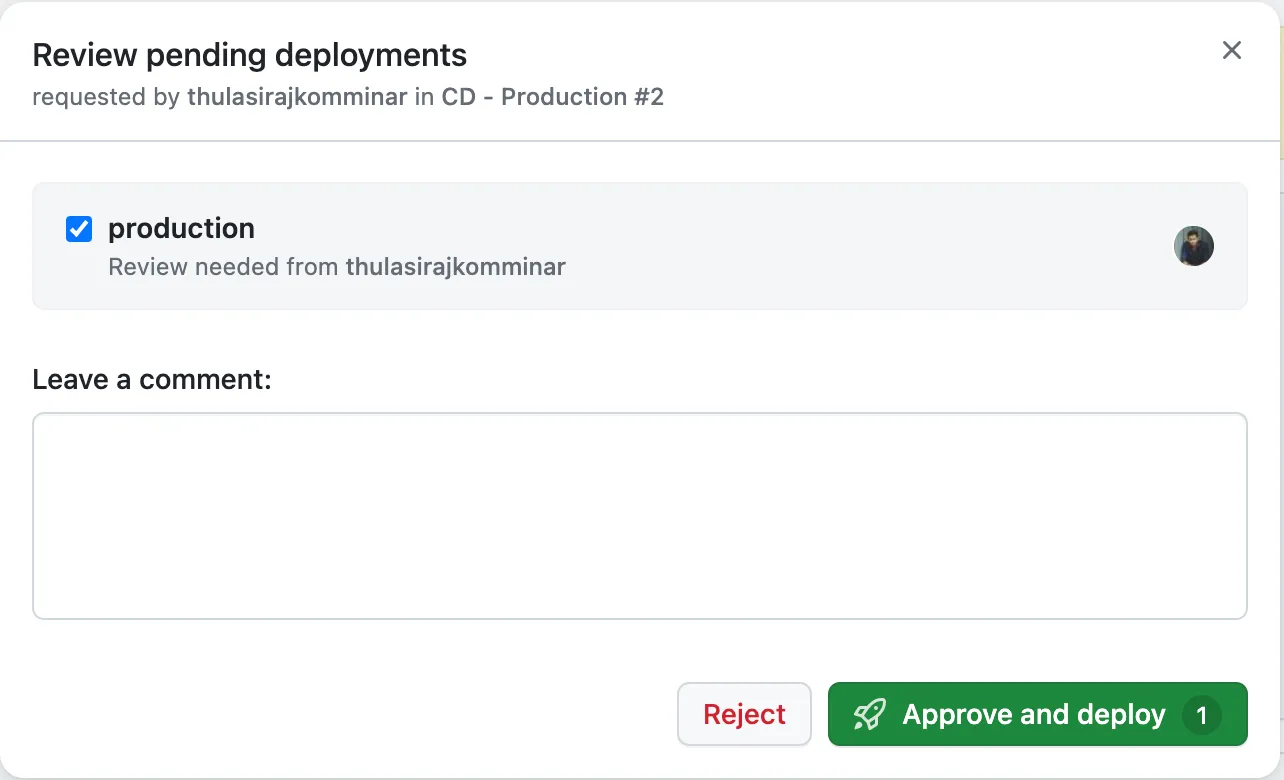 Review pending deployments
requested by thulasirajkomminar in CD - Production #2
production
Review needed from thulasirajkomminar
Leave a comment:
Reject
Approve and deploy 1